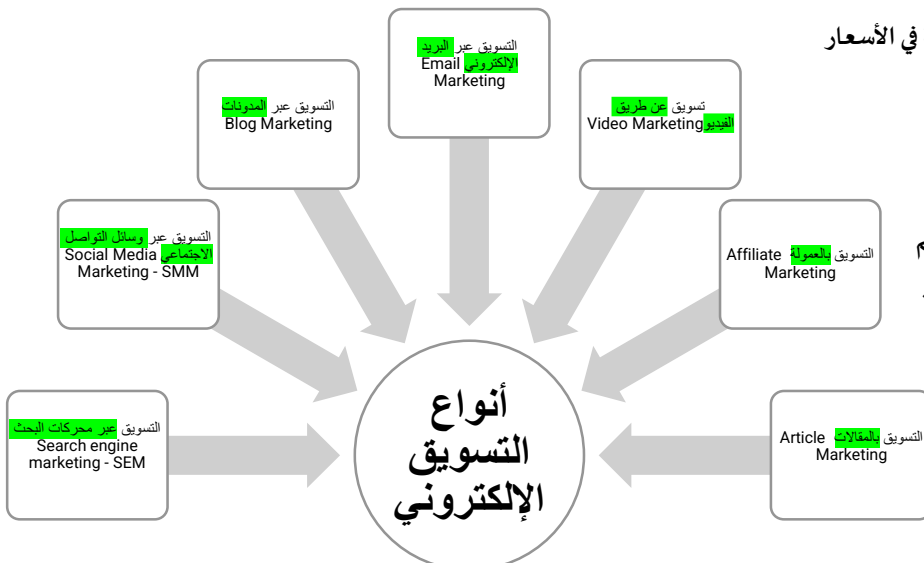 في الأسعار
التسويق عبر البريد
الإلكتروني Email
Marketing
التسويق عبر المدونات
Blog Marketing
تسويق عن طريق
الفيديو Video Marketing
التسويق عبر وسائل التواصل
الاجتماعي Social Media
Marketing - SMM
التسويق بالعمولة Affiliate
Marketing
م
التسويق عبر محركات البحث
Search engine
marketing - SEM
أنواع
التسويق
الإلكتروني
التسويق بالمقالات Article
Marketing